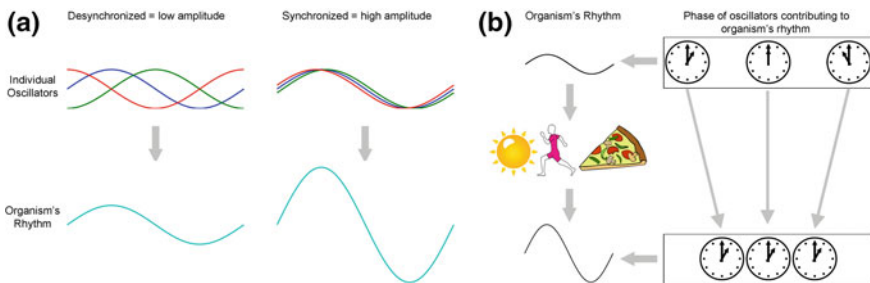 (a)
Desynchronized = low amplitude
Synchronized = high amplitude
Individual
Oscillators
Organism's
Rhythm
(b)
Organism's Rhythm
Phase of oscillators contributing to
organism's rhythm